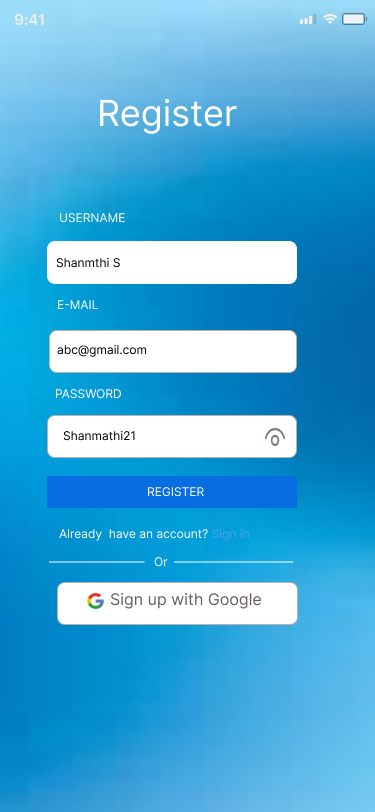 9:41
Register
USERNAME
Shanmthi S
E-MAIL
abc@gmail.com
PASSWORD
Shanmathi21
REGISTER
Already have an account? Sign in
Or
Sign up with Google